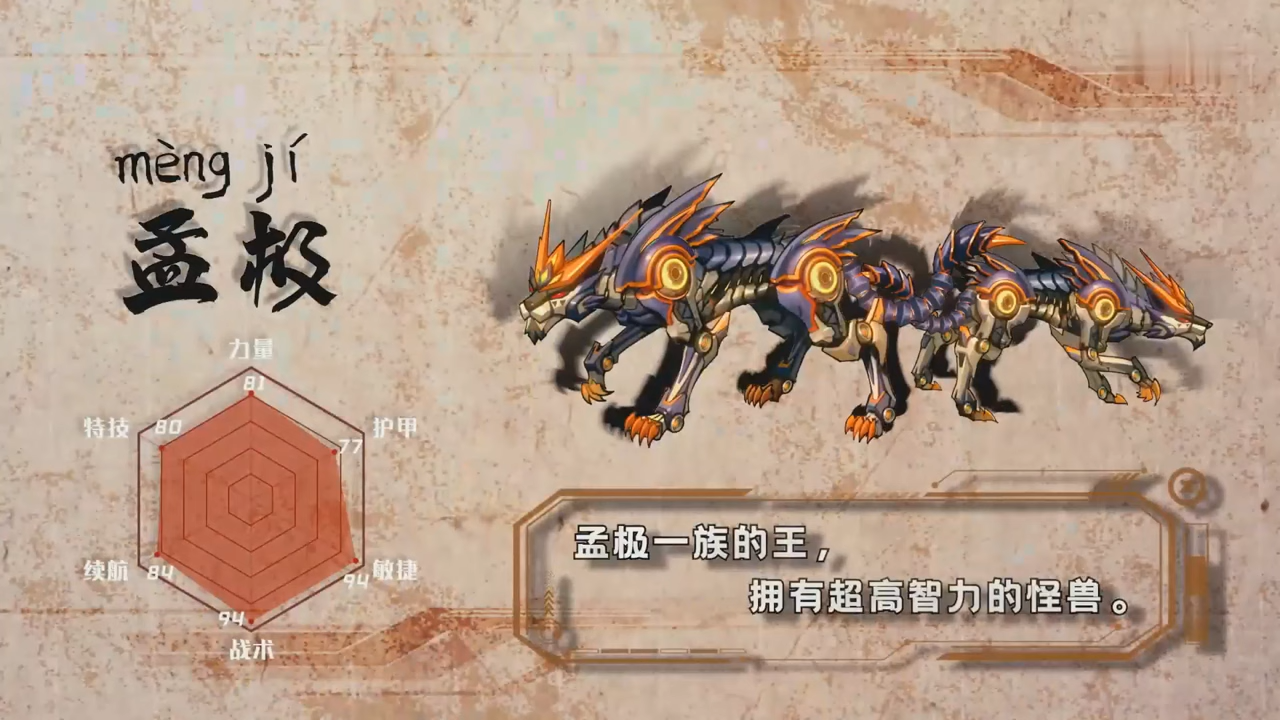 mèng jí
孟极
力量
81
特技
80
护甲
77
续航
84
敏捷
94
战术
94
孟极一族的王，
拥有超高智力的怪兽。